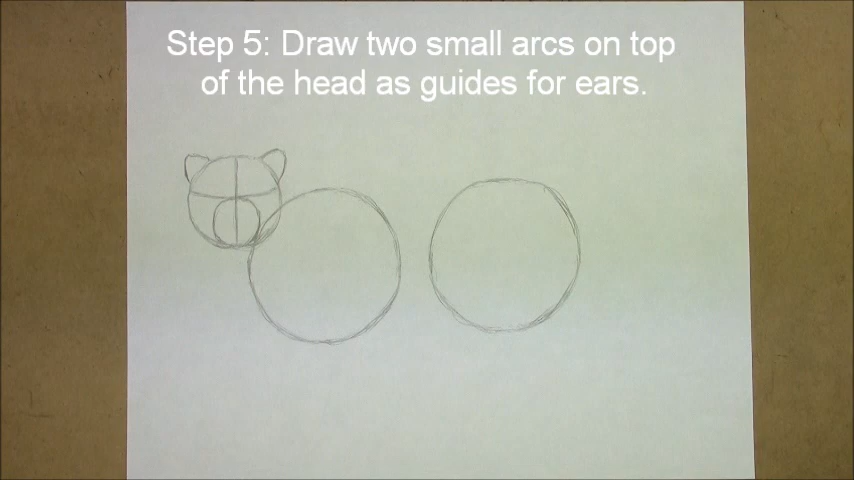 Step 5: Draw two small arcs on top
of the head as guides for ears.